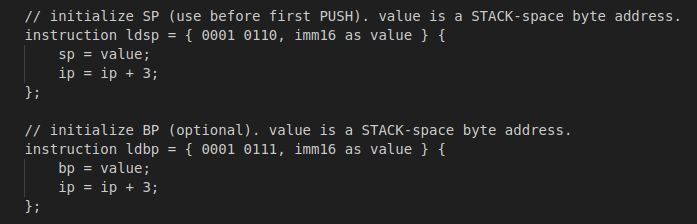 // initialize SP (use before first PUSH). value is a STACK-space byte address.
instruction ldsp = { 0001 0110, imm16 as value } {
    sp = value;
    ip = ip + 3;
};

// initialize BP (optional). value is a STACK-space byte address.
instruction ldbp = { 0001 0111, imm16 as value } {
    bp = value;
    ip = ip + 3;
};